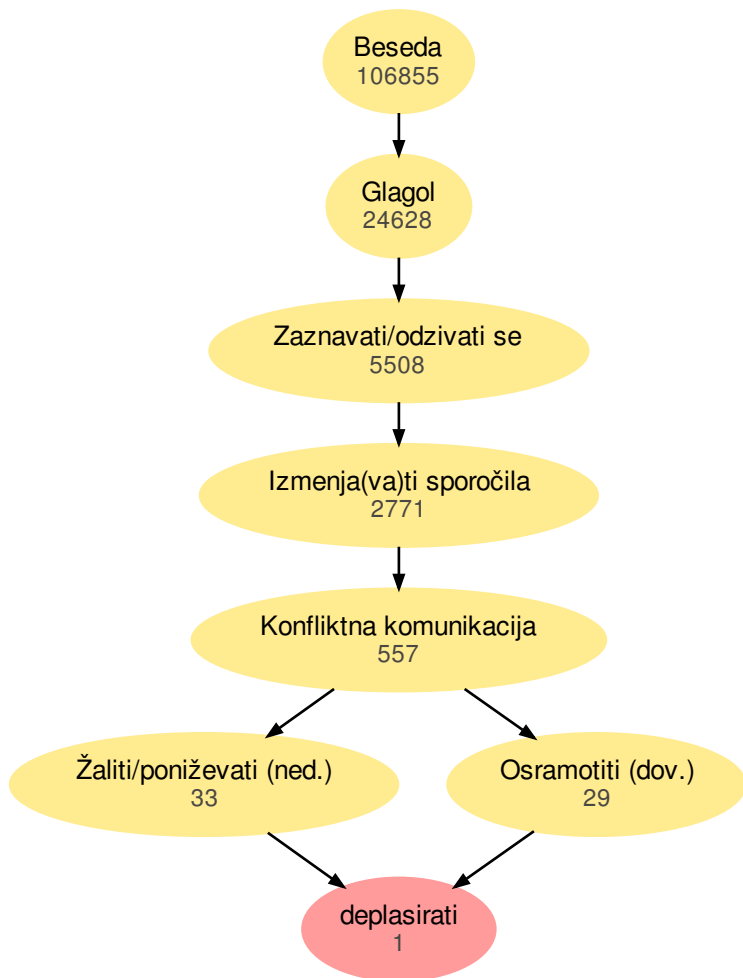 Beseda
106855
Glagol
24628
Zaznavati/odzivati se
5508
Izmenja(va)ti sporočila
2771
Konfliktna komunikacija
557
Žaliti/poniževati (ned.)
33
Osramotiti (dov.)
29
deplasirati
1